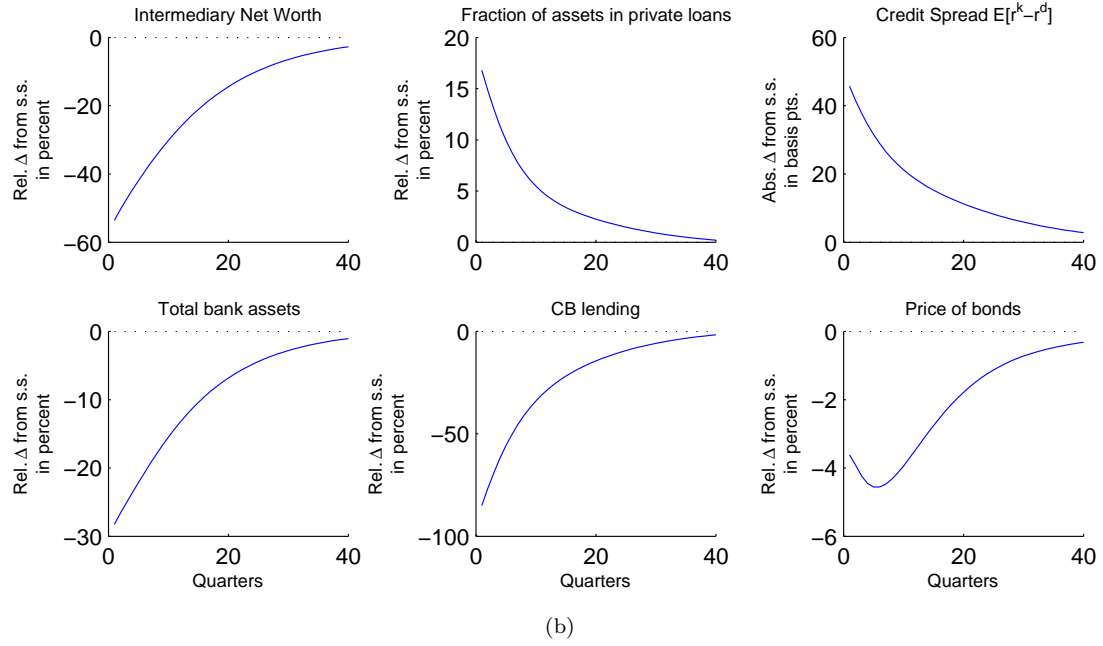 Intermediary Net Worth
Rel. Δ from s.s.
in percent
0
−20
−40
−60
0
20
40
Fraction of assets in private loans
Rel. Δ from s.s.
in percent
20
15
10
5
0
0
20
40
Credit Spread E[r^k−r^d]
Abs. Δ from s.s.
in basis pts.
60
40
20
0
0
20
40
Total bank assets
Rel. Δ from s.s.
in percent
0
−10
−20
−30
0
20
40
Quarters
CB lending
Rel. Δ from s.s.
in percent
0
−50
−100
0
20
40
Quarters
Price of bonds
Rel. Δ from s.s.
in percent
0
−2
−4
−6
0
20
40
Quarters
(b)